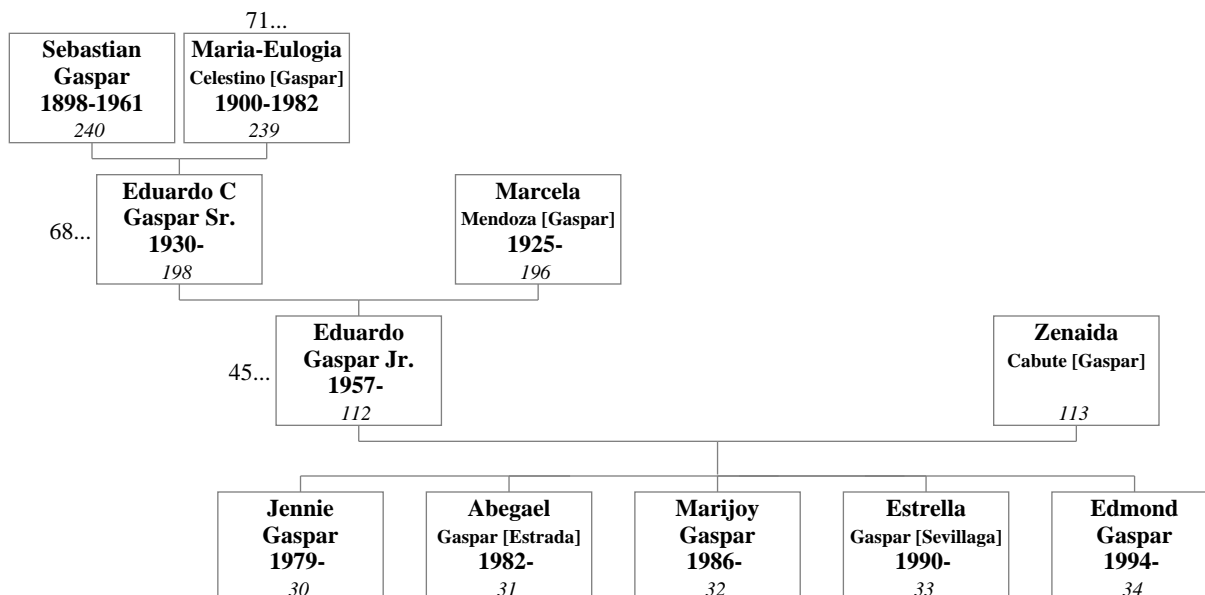 71...
Sebastian
Gaspar
1898-1961
240
Maria-Eulogia
Celestino [Gaspar]
1900-1982
239
68...
Eduardo C
Gaspar Sr.
1930-
198
Marcela
Mendoza [Gaspar]
1925-
196
45...
Eduardo
Gaspar Jr.
1957-
112
Zenaida
Cabute [Gaspar]
113
Jennie
Gaspar
1979-
30
Abegael
Gaspar [Estrada]
1982-
31
Marijoy
Gaspar
1986-
32
Estrella
Gaspar [Sevillaga]
1990-
33
Edmond
Gaspar
1994-
34